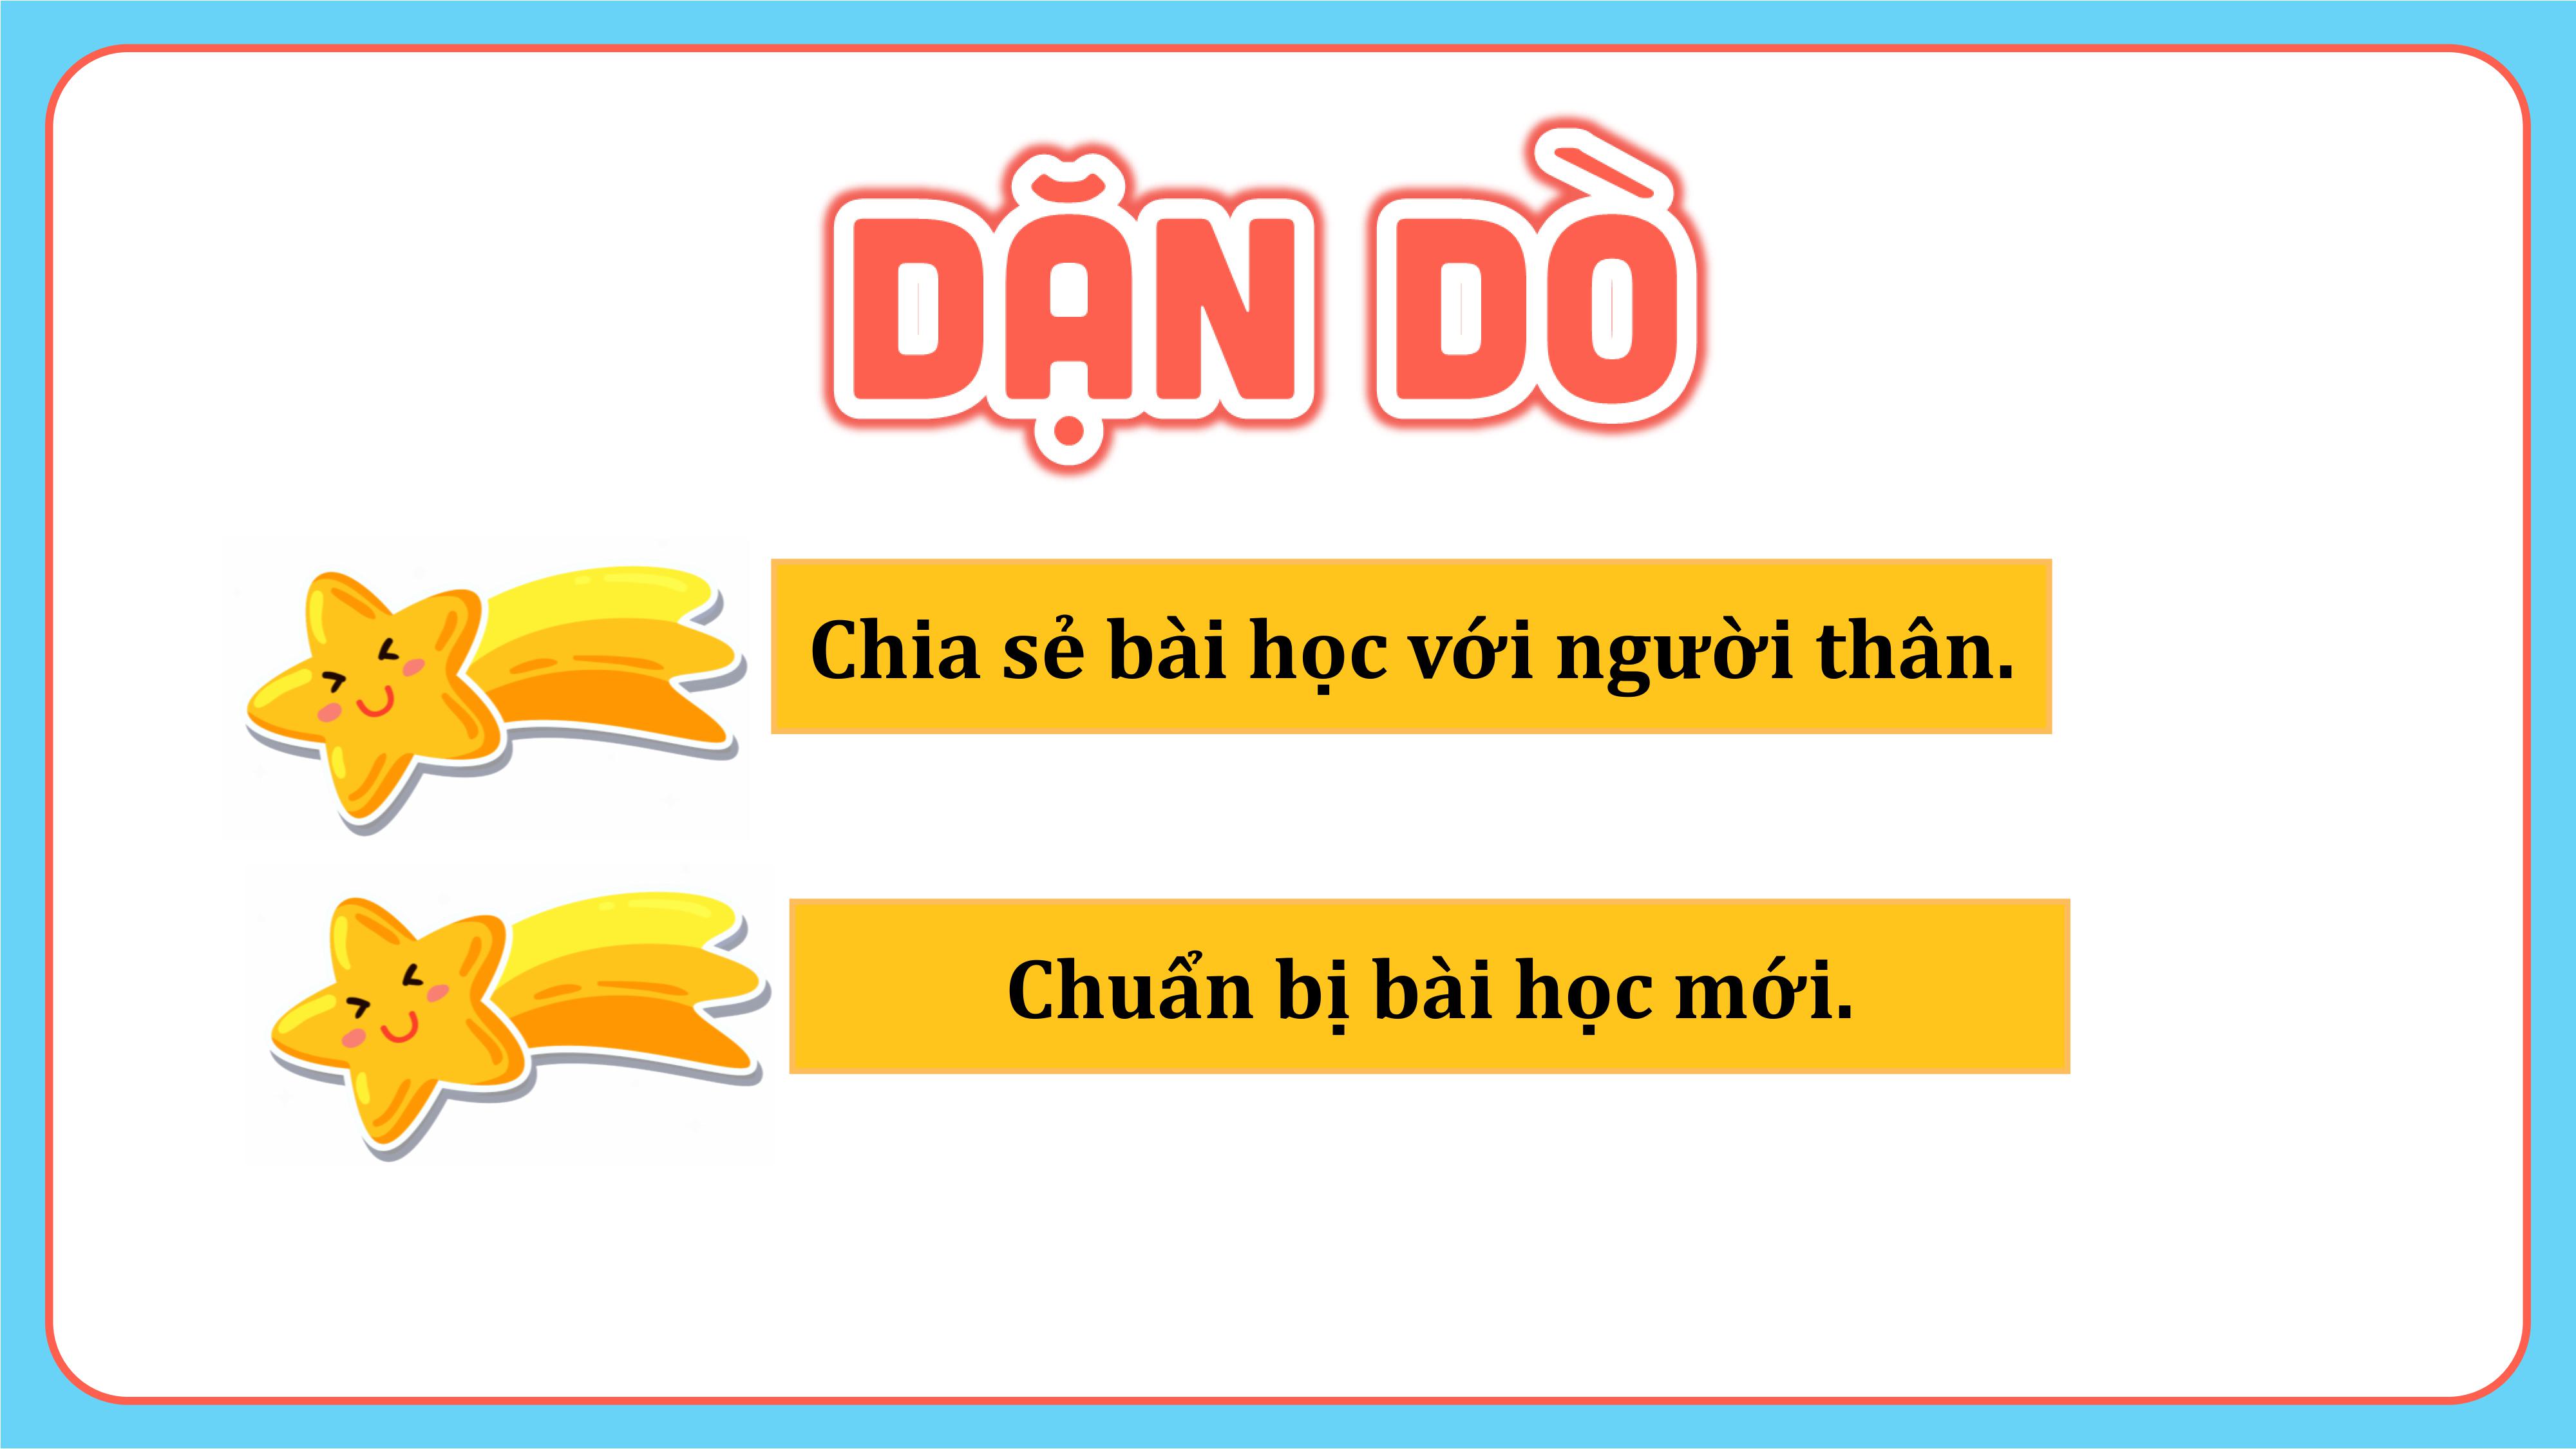 DẶN DÒ
Chia sẻ bài học với người thân.
Chuẩn bị bài học mới.